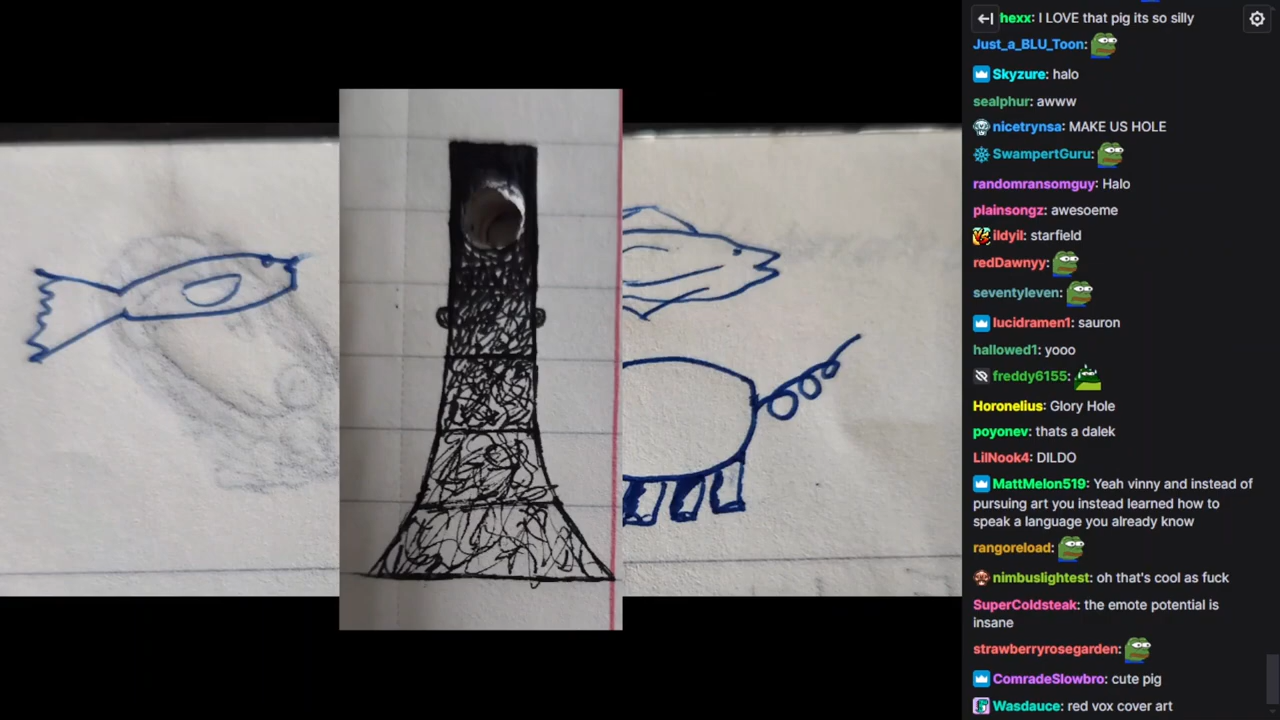 hexx: I LOVE that pig its so silly
Just_a_BLU_Toon:
Skyzure: halo
sealphur: awww
nicetrynsa: MAKE US HOLE
SwampertGuru:
randomransomguy: Halo
plainsongz: awesoeme
ildyil: starfield
redDawnyy:
seventyleven:
lucidramen1: sauron
hallowed1: yooo
freddy6155:
Horonelius: Glory Hole
poyonev: thats a dalek
LilNook4: DILDO
MattMelon519: Yeah vinny and instead of
pursuing art you instead learned how to
speak a language you already know
rangoreload:
nimbuslightest: oh that's cool as fuck
SuperColdsteak: the emote potential is
insane
strawberryrosegarden:
ComradeSlowbro: cute pig
Wasdauce: red vox cover art